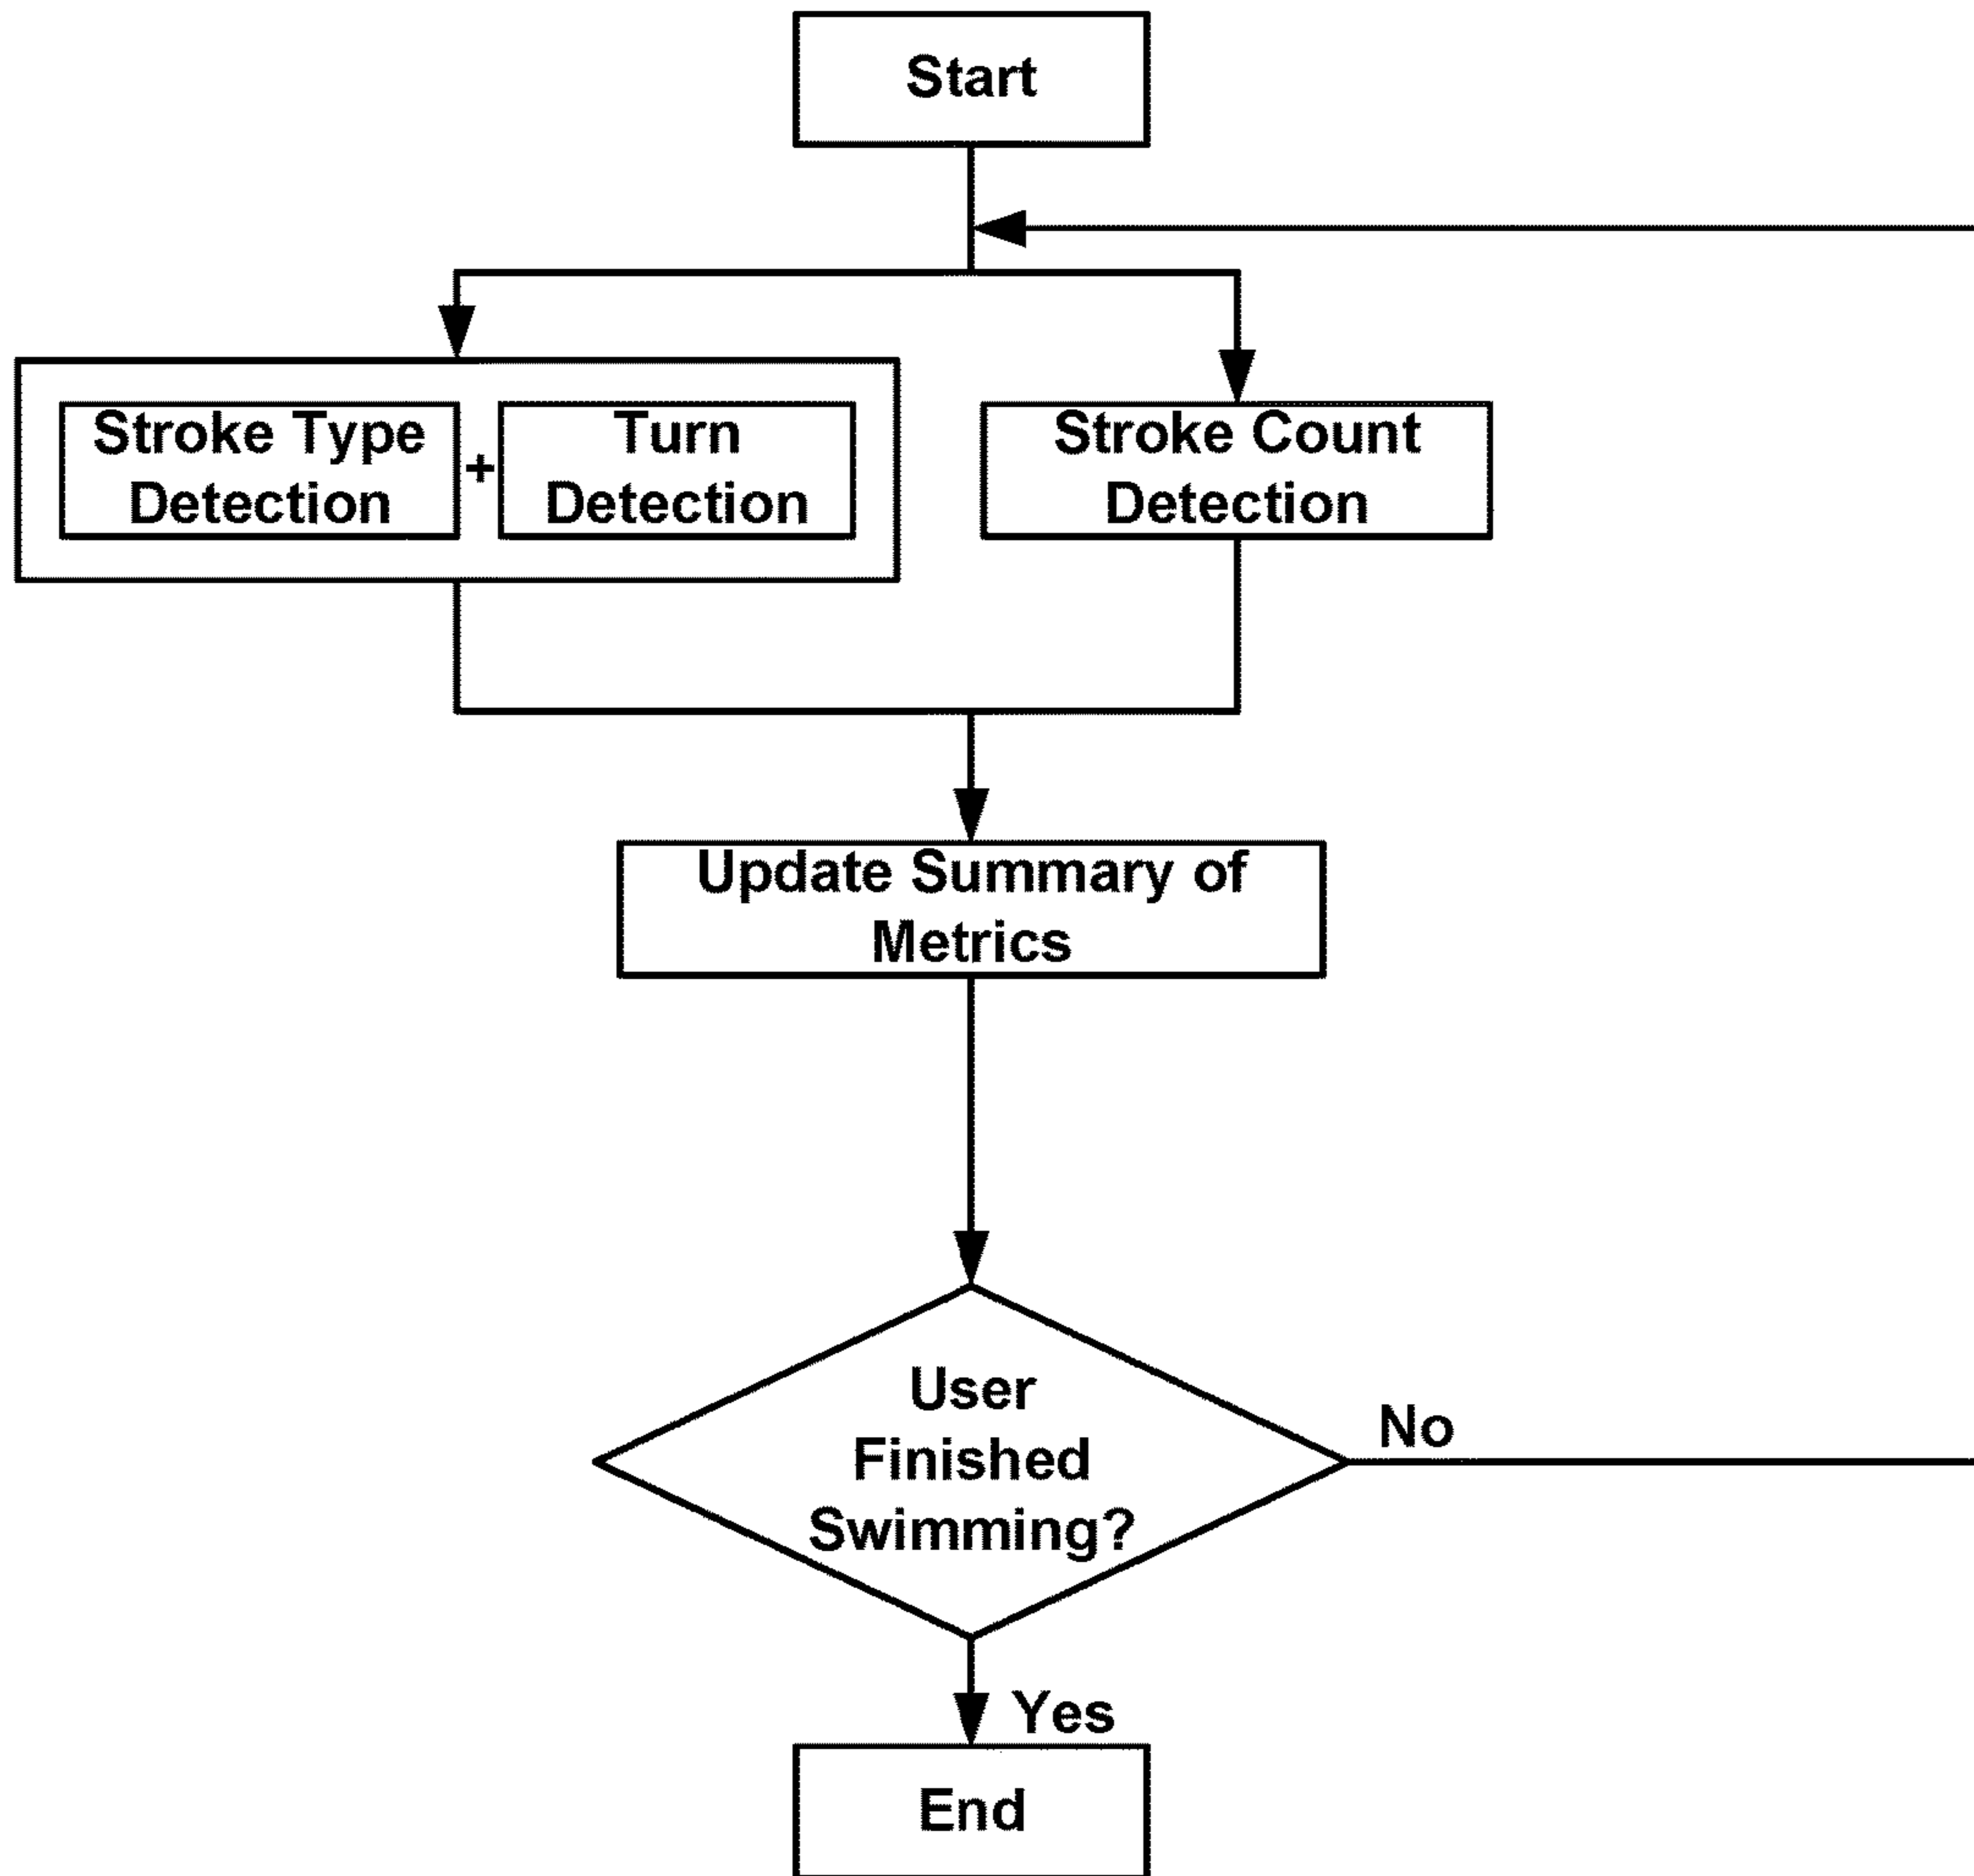 Start
Stroke Type
Detection
+
Turn
Detection
Stroke Count
Detection
Update Summary of
Metrics
User
Finished
Swimming?
No
Yes
End